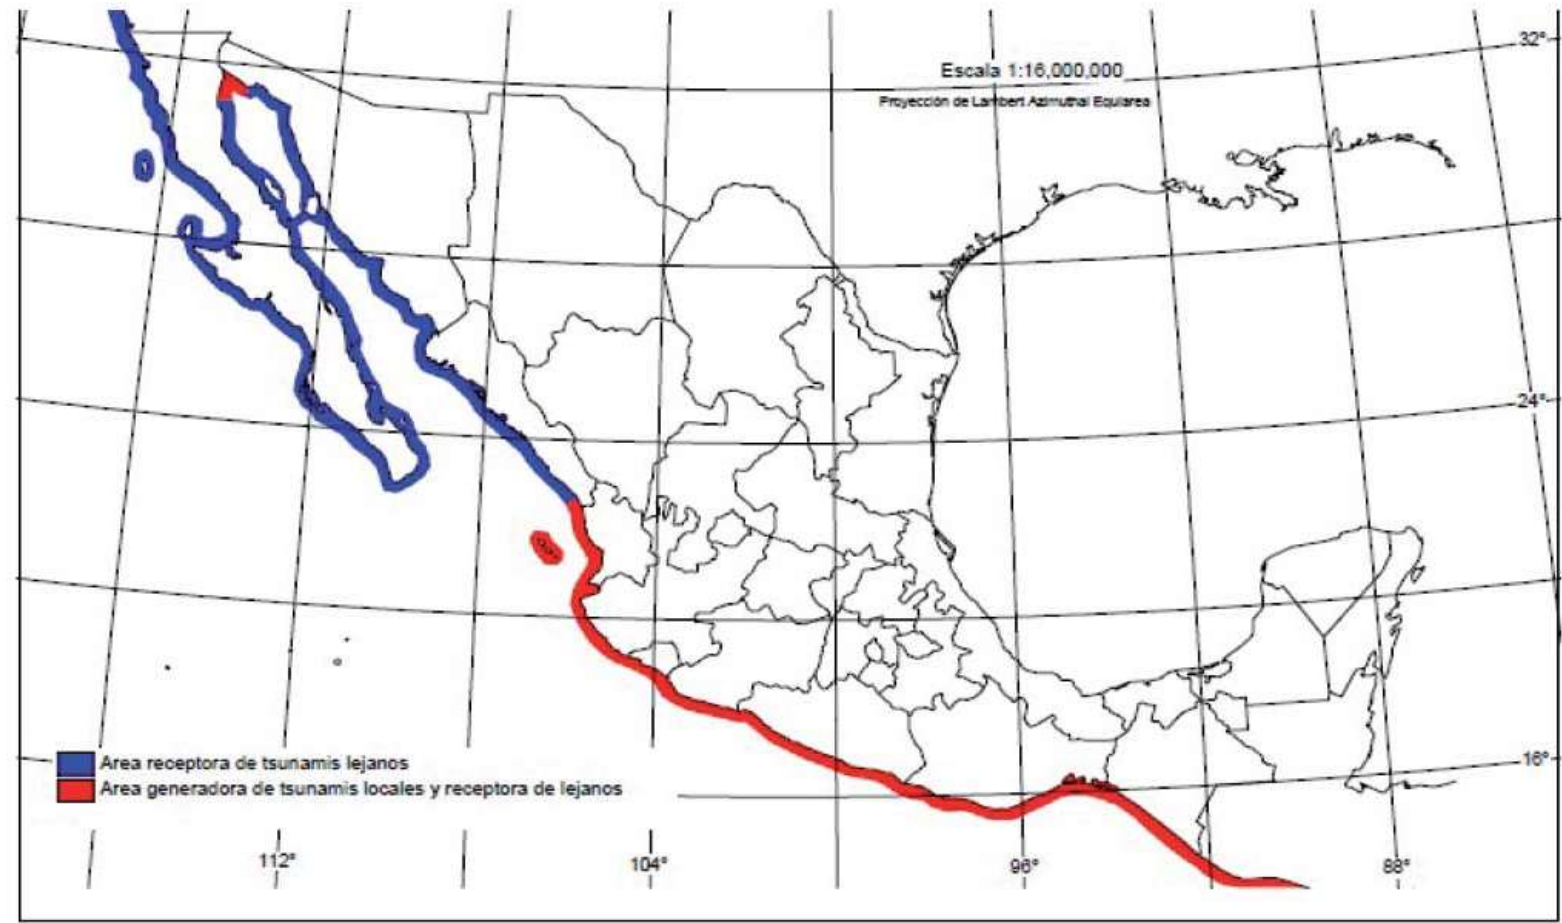 Escala 1:16,000,000
Proyección de Lambert Azimuthal Equiarea
32°
24°
16°
Area receptora de tsunamis lejanos
Area generadora de tsunamis locales y receptora de lejanos
112°
104°
96°
88°